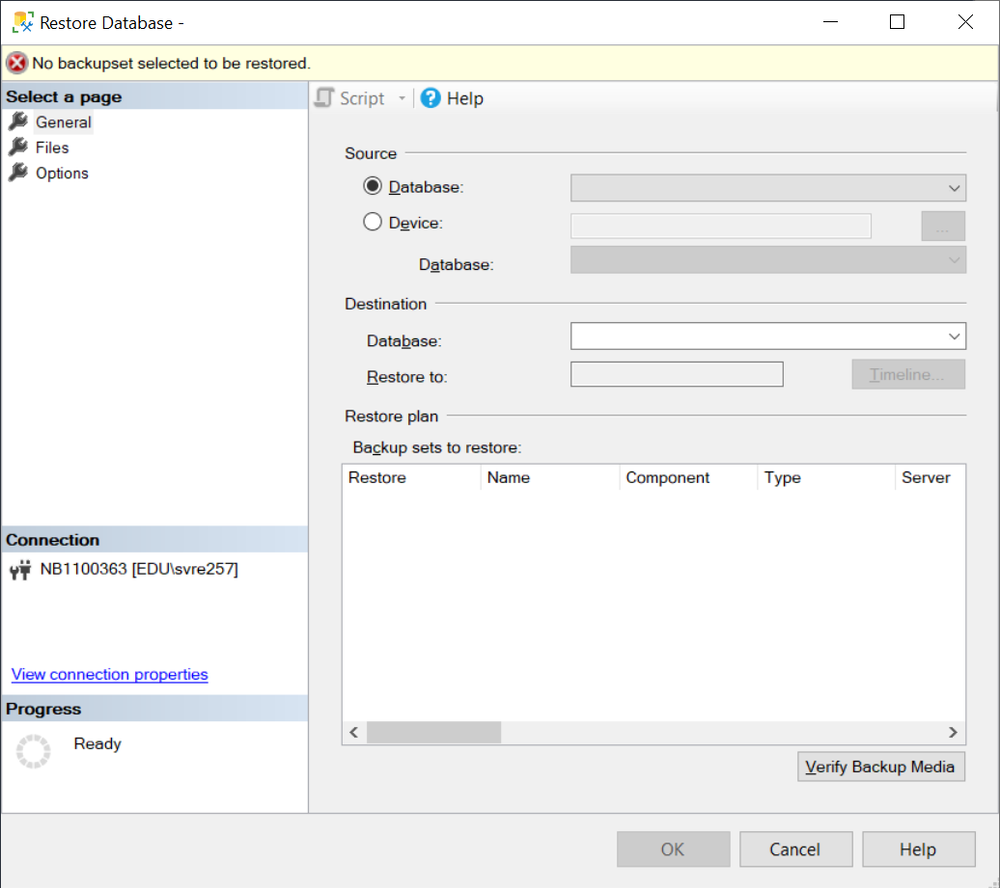 Restore Database -
No backupset selected to be restored.
Select a page
General
Files
Options
Connection
NB1100363 [EDU\svre257]
View connection properties
Progress
Ready
Script
Help
Source
Database:
Device:
...
Database:
Destination
Database:
Restore to:
Timeline...
Restore plan
Backup sets to restore:
Restore Name Component Type Server
Verify Backup Media
OK Cancel Help